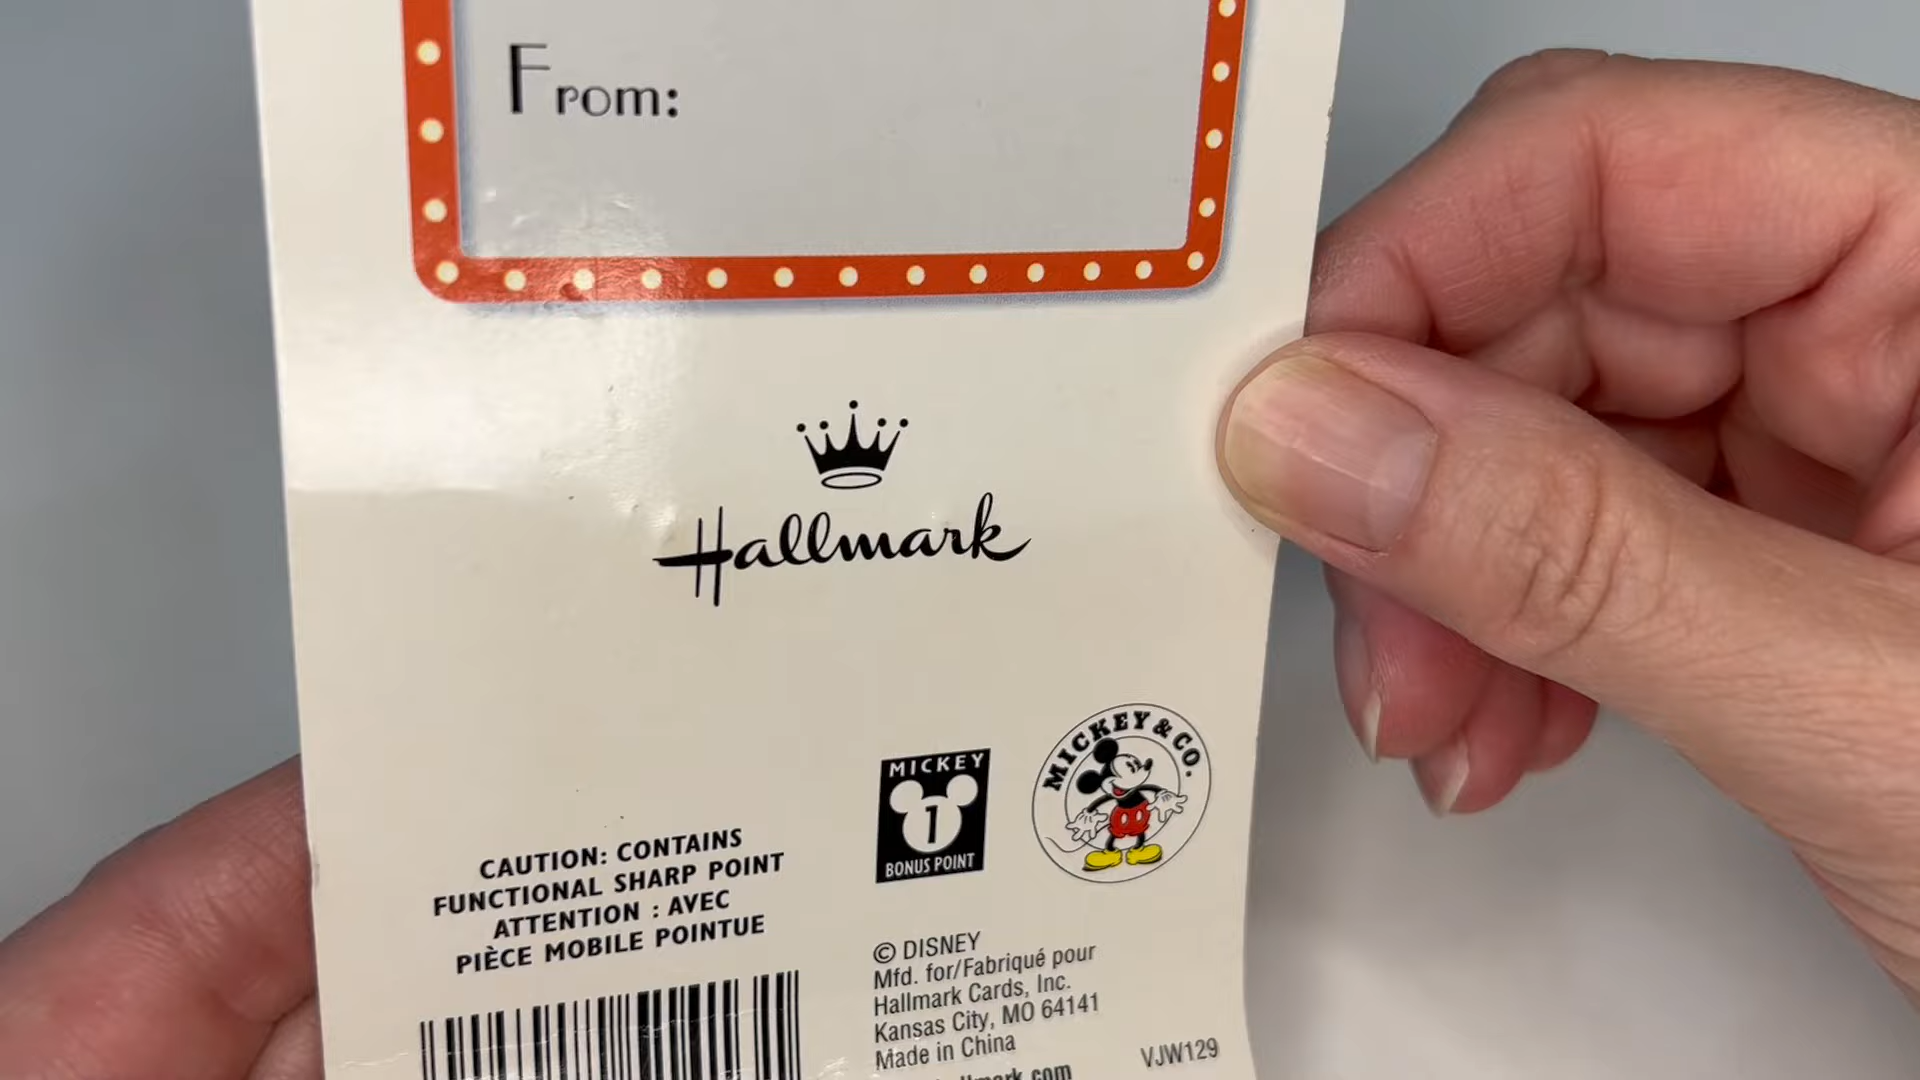 From:
Hallmark
MICKEY & CO.
MICKEY
1
BONUS POINT
CAUTION: CONTAINS
FUNCTIONAL SHARP POINT
ATTENTION : AVEC
PIÈCE MOBILE POINTUE
© DISNEY
Mfd. for/Fabriqué pour
Hallmark Cards, Inc.
Kansas City, MO 64141
Made in China
VJW129